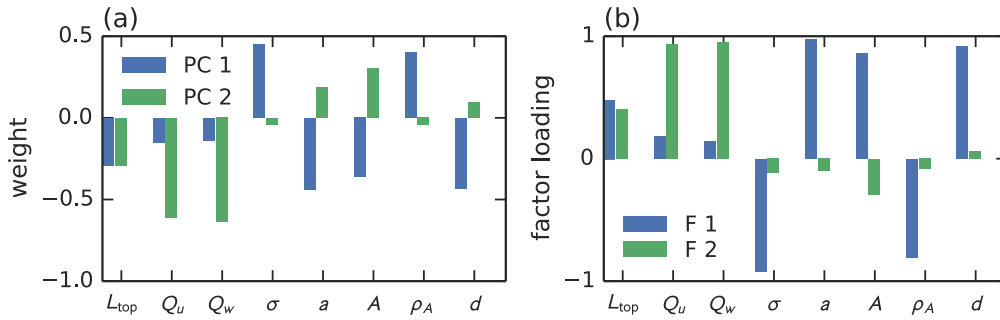 (a)
weight
0.5
0.0
−0.5
−1.0
PC 1
PC 2
L_top Q_u Q_w σ a A ρ_A d
(b)
factor loading
1
0
−1
F 1
F 2
L_top Q_u Q_w σ a A ρ_A d